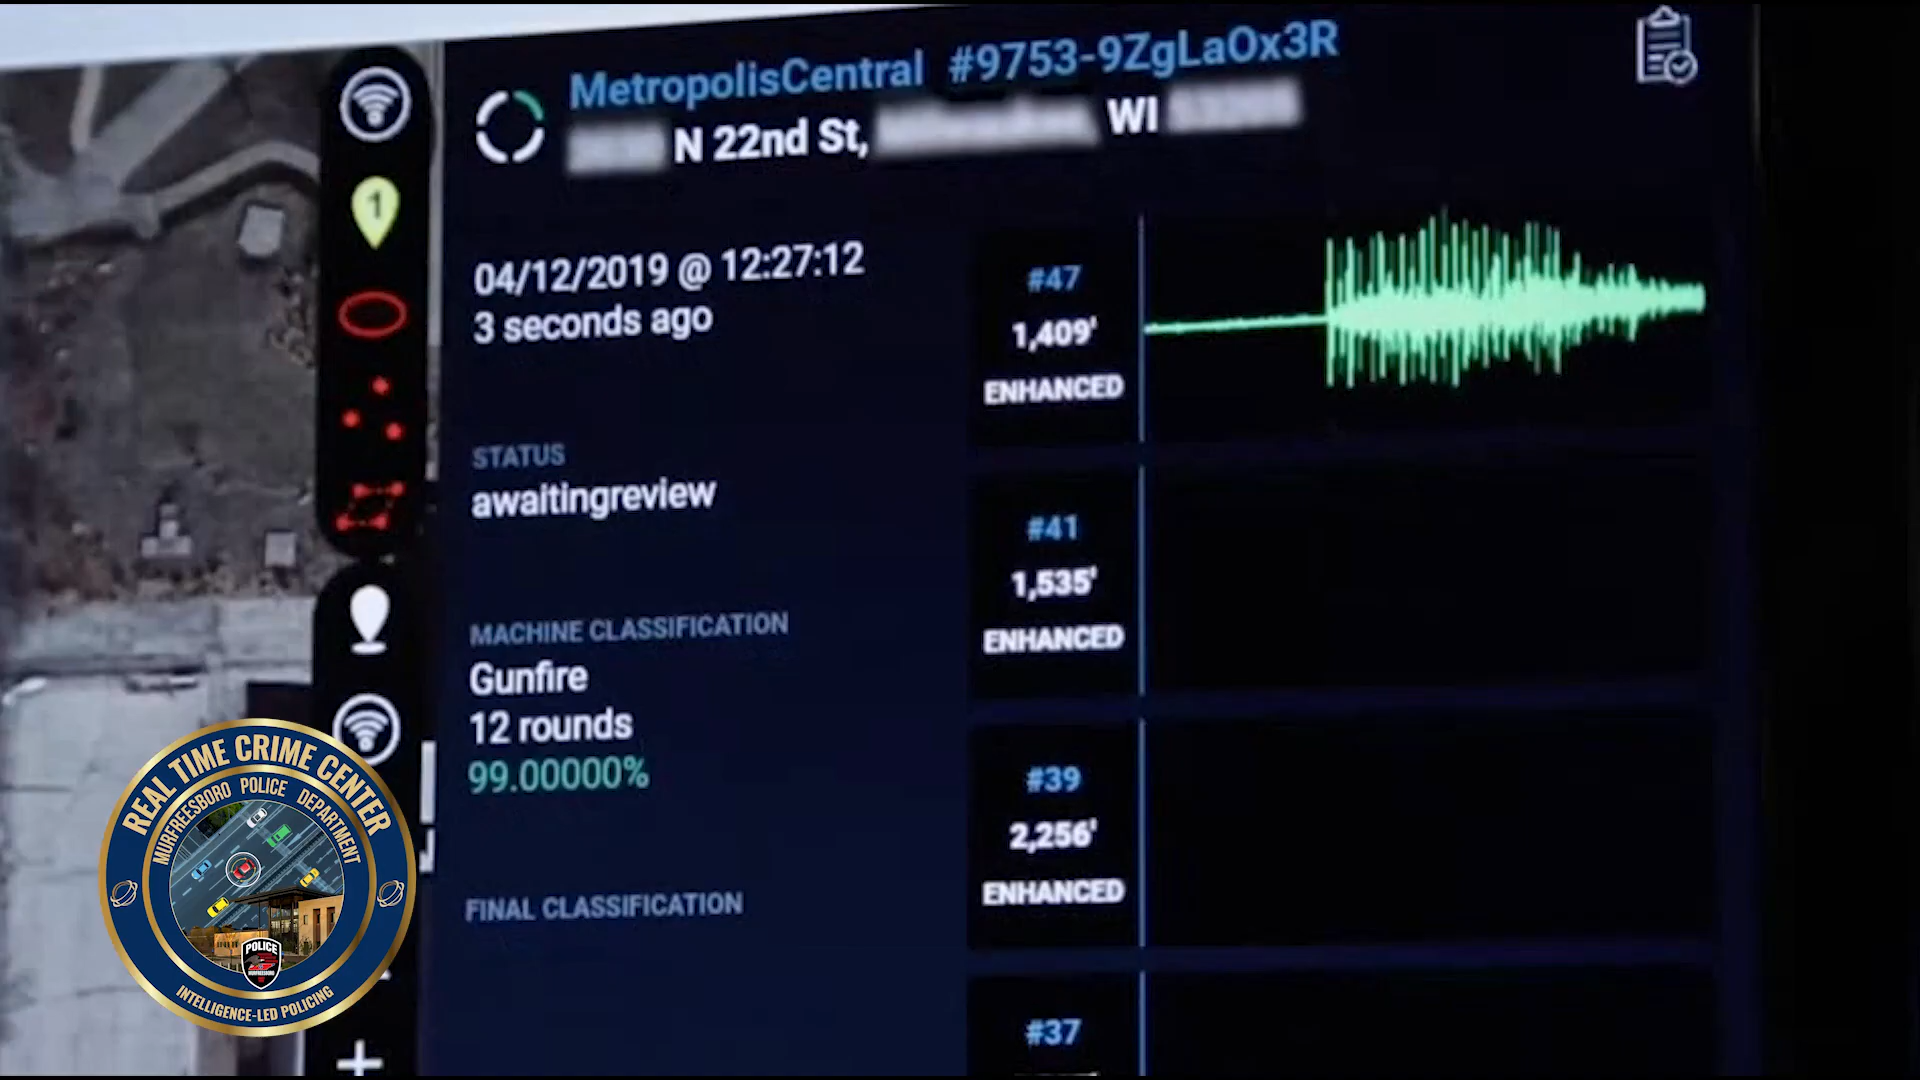 MetropolisCentral #9753-9ZgLaOx3R
N 22nd St, WI
1
04/12/2019 @ 12:27:12
3 seconds ago
STATUS
awaitingreview
MACHINE CLASSIFICATION
Gunfire
12 rounds
99.00000%
FINAL CLASSIFICATION
#47
1,409'
ENHANCED
#41
1,535'
ENHANCED
#39
2,256'
ENHANCED
#37
REAL TIME CRIME CENTER
MURFREESBORO POLICE DEPARTMENT
POLICE
MURFREESBORO
INTELLIGENCE-LED POLICING